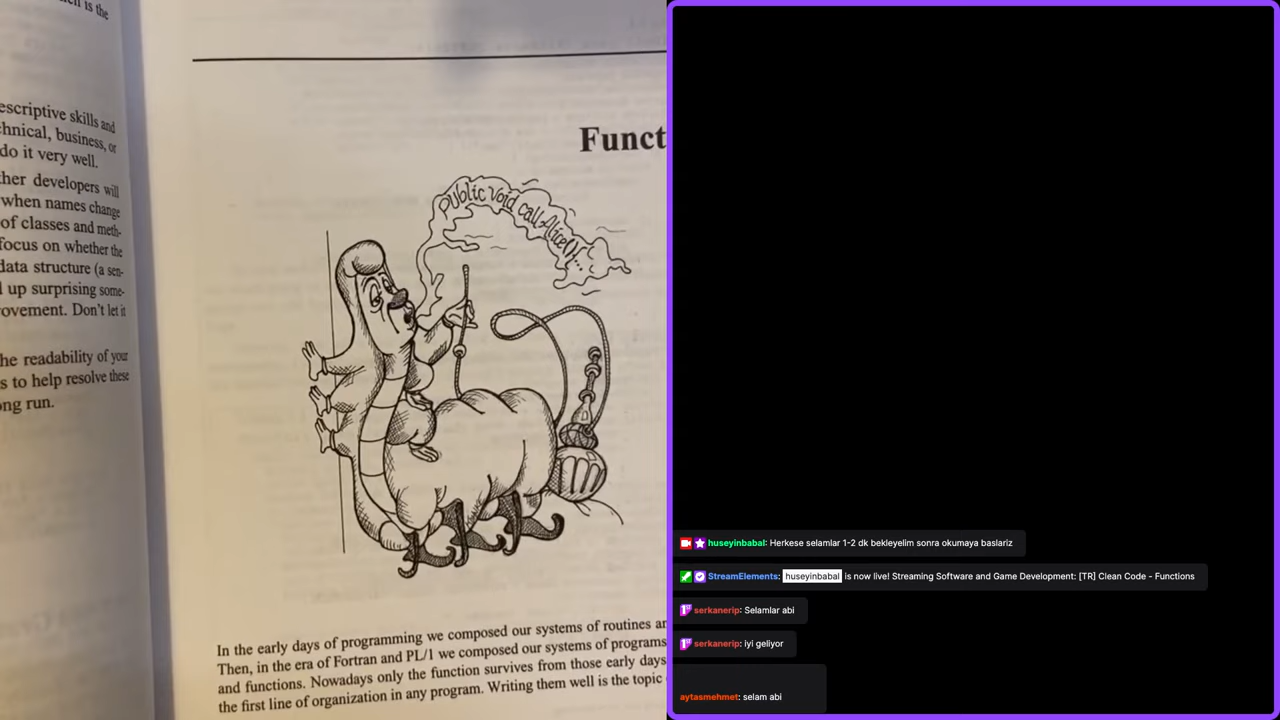 which is the
escriptive skills and
chnical, business, or
do it very well.
ther developers will
when names change
of classes and meth-
focus on whether the
data structure (a sen-
l up surprising some-
ovement. Don't let it
he readability of your
s to help resolve these
ong run.
Funct
public void callAlice(){...
In the early days of programming we composed our systems of routines ar
Then, in the era of Fortran and PL/1 we composed our systems of programs
and functions. Nowadays only the function survives from those early days
the first line of organization in any program. Writing them well is the topic
huseyinbabal: Herkese selamlar 1-2 dk bekleyelim sonra okumaya baslariz
StreamElements: huseyinbabal is now live! Streaming Software and Game Development: [TR] Clean Code - Functions
serkanerip: Selamlar abi
serkanerip: iyi geliyor
aytasmehmet: selam abi